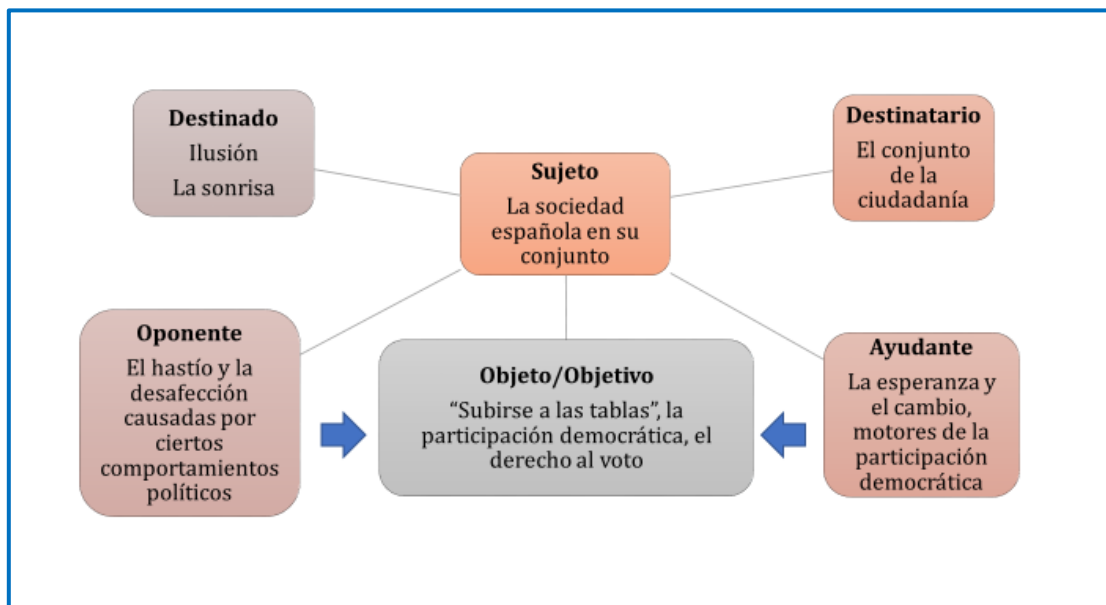 Destinado
Ilusión
La sonrisa
Destinatario
El conjunto
de la
ciudadanía
Sujeto
La sociedad
española en su
conjunto
Oponente
El hastío y la
desafección
causadas por
ciertos
comportamientos
políticos
Objeto/Objetivo
“Subirse a las tablas”, la
participación democrática, el
derecho al voto
Ayudante
La esperanza y
el cambio,
motores de la
participación
democrática